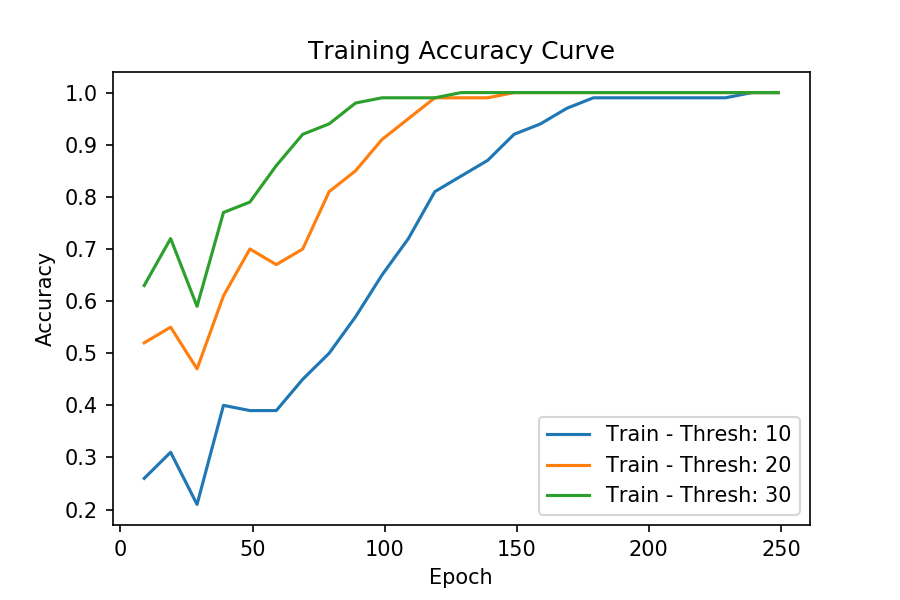 Training Accuracy Curve
Accuracy
1.0
0.9
0.8
0.7
0.6
0.5
0.4
0.3
0.2
Train - Thresh: 10
Train - Thresh: 20
Train - Thresh: 30
0 50 100 150 200 250
Epoch